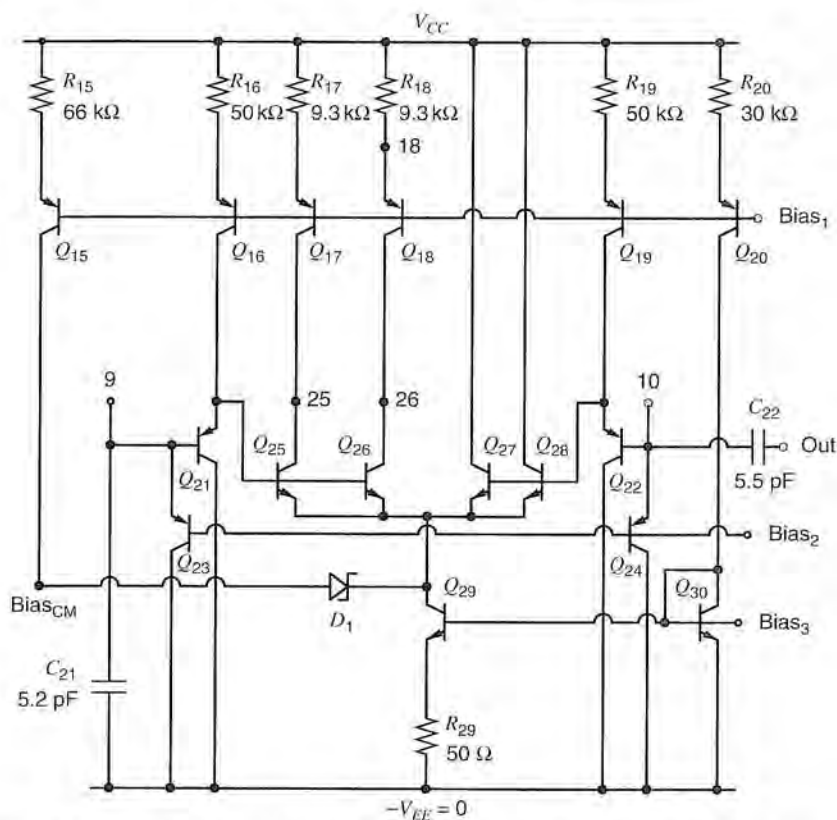 V_CC
R_15
66 kΩ
R_16
50 kΩ
R_17
9.3 kΩ
R_18
9.3 kΩ
R_19
50 kΩ
R_20
30 kΩ
18
Bias_1
Q_15
Q_16
Q_17
Q_18
Q_19
Q_20
9
25
26
10
C_22
Q_25
Q_26
Q_27
Q_28
Out
Q_21
Q_22
5.5 pF
Bias_2
Q_23
Q_24
Q_29
Q_30
Bias_CM
D_1
Bias_3
C_21
5.2 pF
R_29
50 Ω
−V_EE = 0